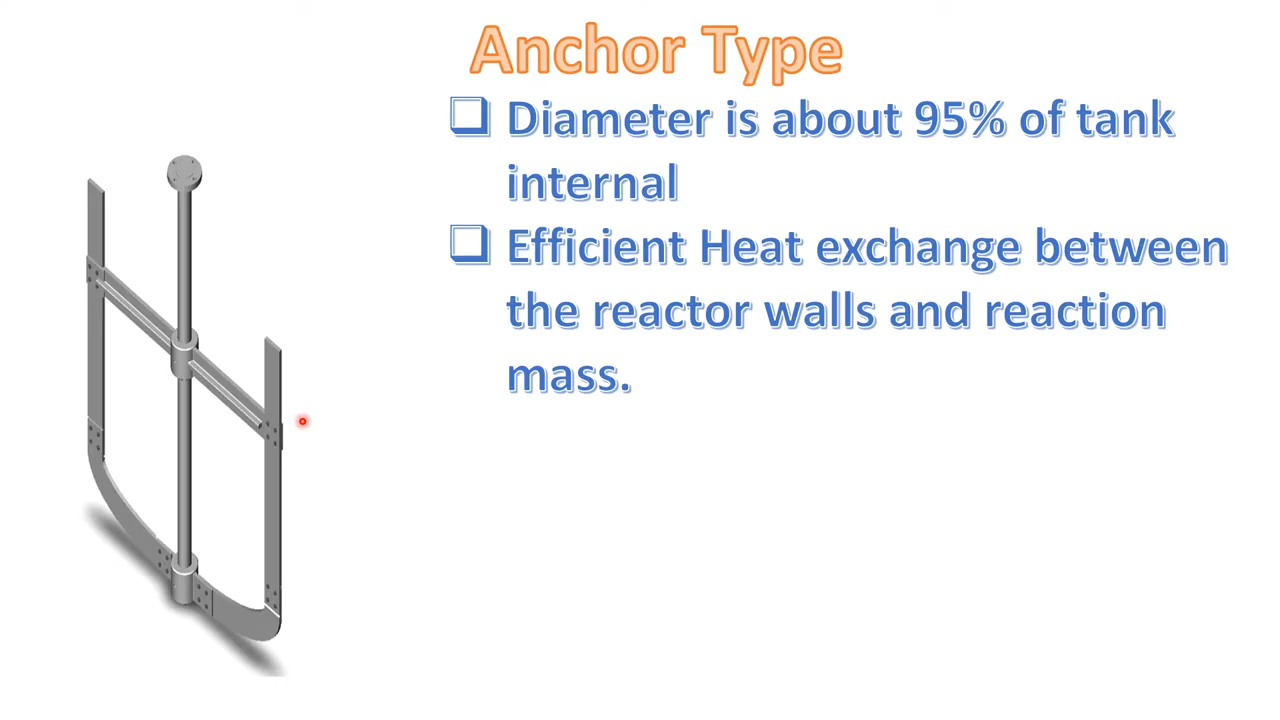 Anchor Type
Diameter is about 95% of tank
internal
Efficient Heat exchange between
the reactor walls and reaction
mass.